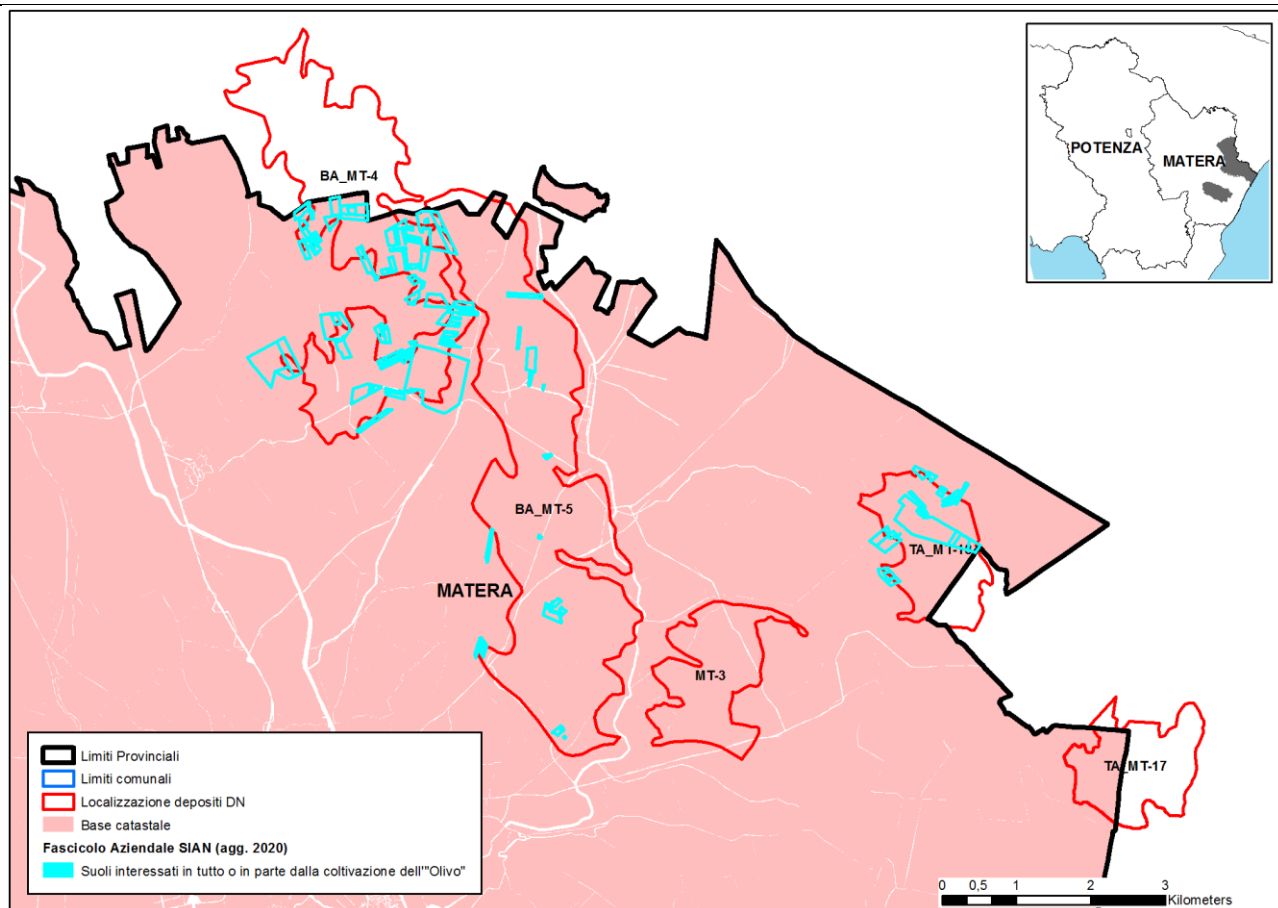 POTENZA
MATERA
BA_MT-4
BA_MT-5
TA_MT-18
MATERA
MT-3
TA_MT-17
Limiti Provinciali
Limiti comunali
Localizzazione depositi DN
Base catastale
Fascicolo Aziendale SIAN (agg. 2020)
Suoli interessati in tutto o in parte dalla coltivazione dell'"Olivo"
0 0,5 1 2 3
Kilometers